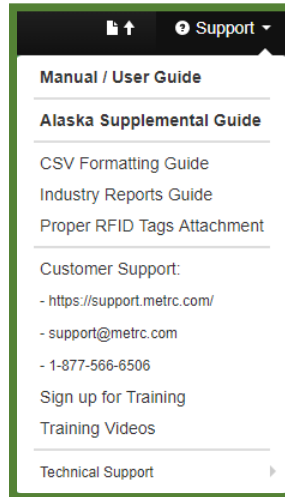 Support
Manual / User Guide
Alaska Supplemental Guide
CSV Formatting Guide
Industry Reports Guide
Proper RFID Tags Attachment
Customer Support:
- https://support.metrc.com/
- support@metrc.com
- 1-877-566-6506
Sign up for Training
Training Videos
Technical Support